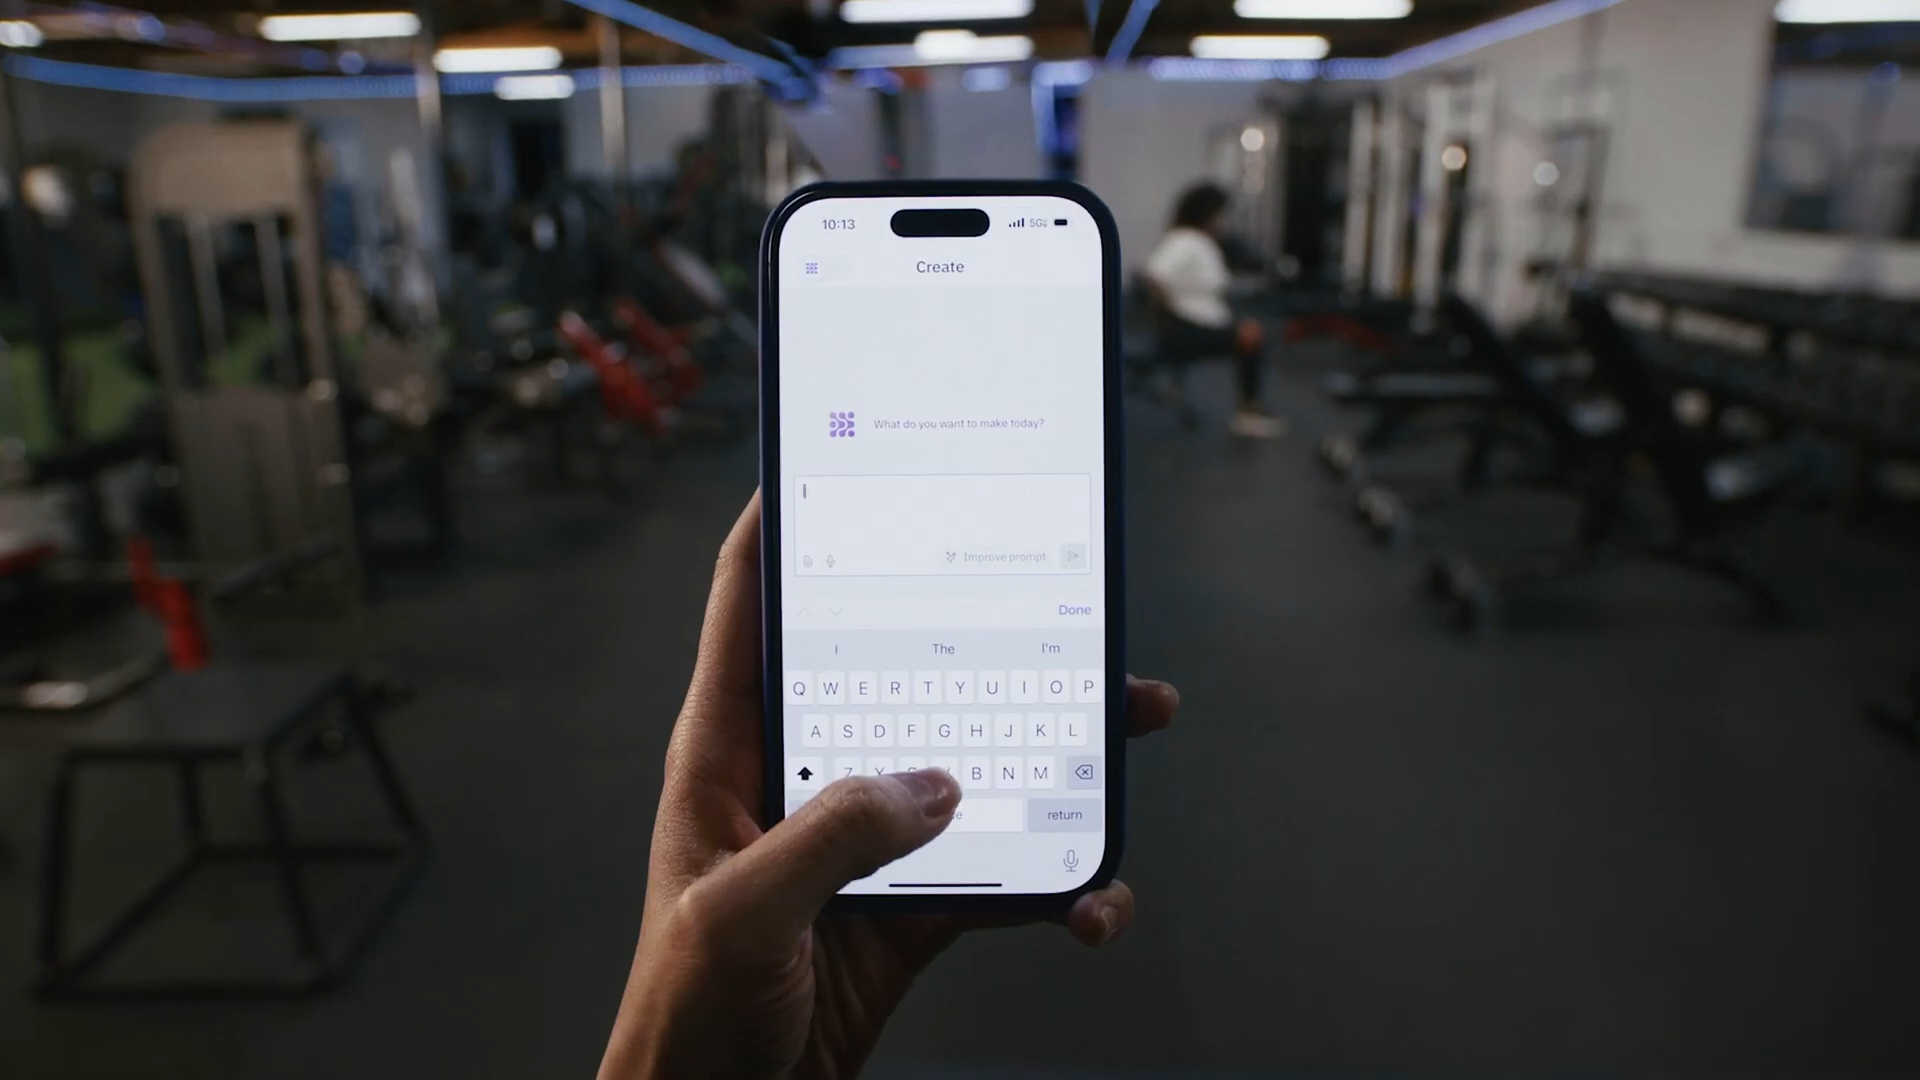 10:13
5G
Create
What do you want to make today?
Improve prompt
Done
I The I'm
Q W E R T Y U I O P
A S D F G H J K L
Z X B N M
return